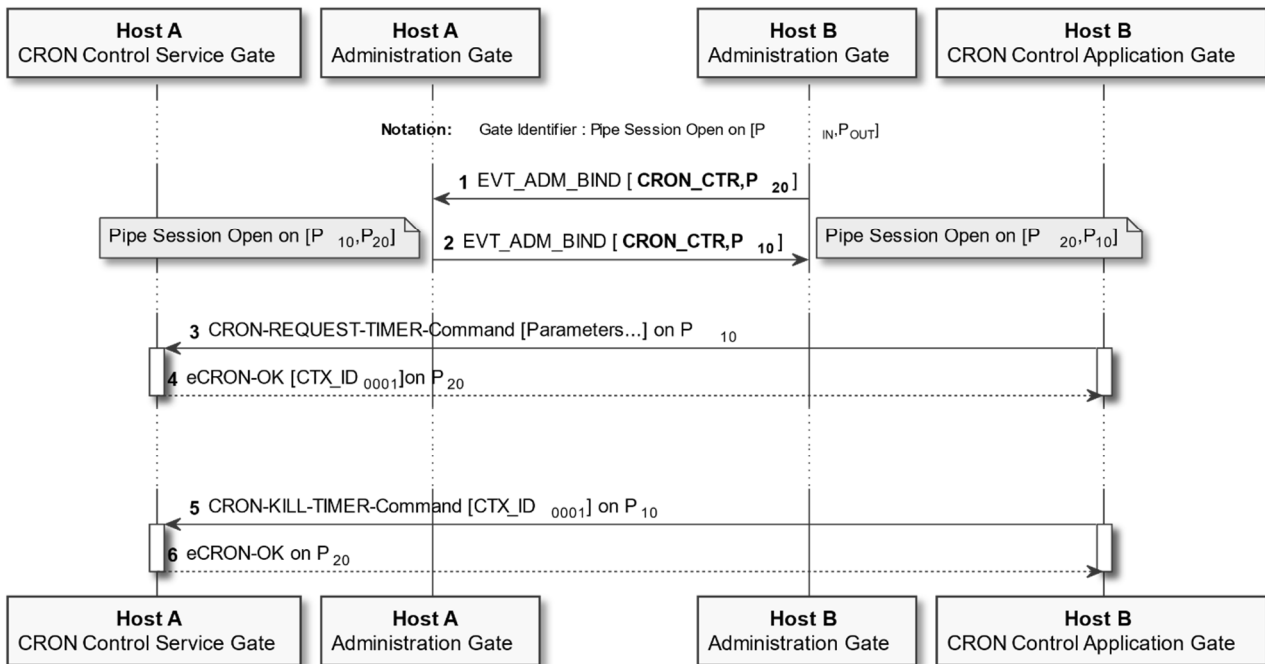 Host A
CRON Control Service Gate
Host A
Administration Gate
Host B
Administration Gate
Host B
CRON Control Application Gate
Notation: Gate Identifier : Pipe Session Open on [P IN,POUT]
1 EVT_ADM_BIND [ CRON_CTR,P 20 ]
Pipe Session Open on [P 10,P20]
2 EVT_ADM_BIND [ CRON_CTR,P 10 ]
Pipe Session Open on [P 20,P10]
3 CRON-REQUEST-TIMER-Command [Parameters...] on P 10
4 eCRON-OK [CTX_ID 0001]on P20
5 CRON-KILL-TIMER-Command [CTX_ID 0001] on P10
6 eCRON-OK on P20
Host A
CRON Control Service Gate
Host A
Administration Gate
Host B
Administration Gate
Host B
CRON Control Application Gate